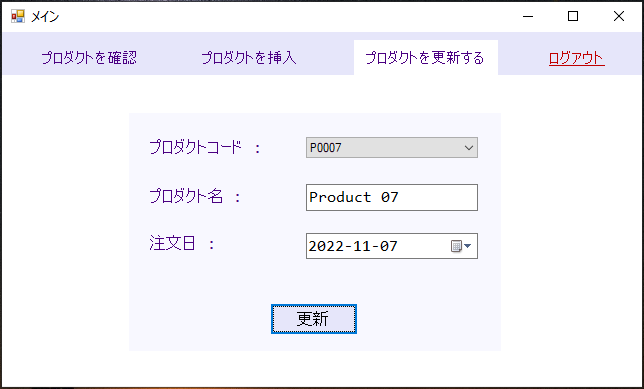 メイン
プロダクトを確認 プロダクトを挿入 プロダクトを更新する ログアウト
プロダクトコード : P0007
プロダクト名 : Product 07
注文日 : 2022-11-07
更新